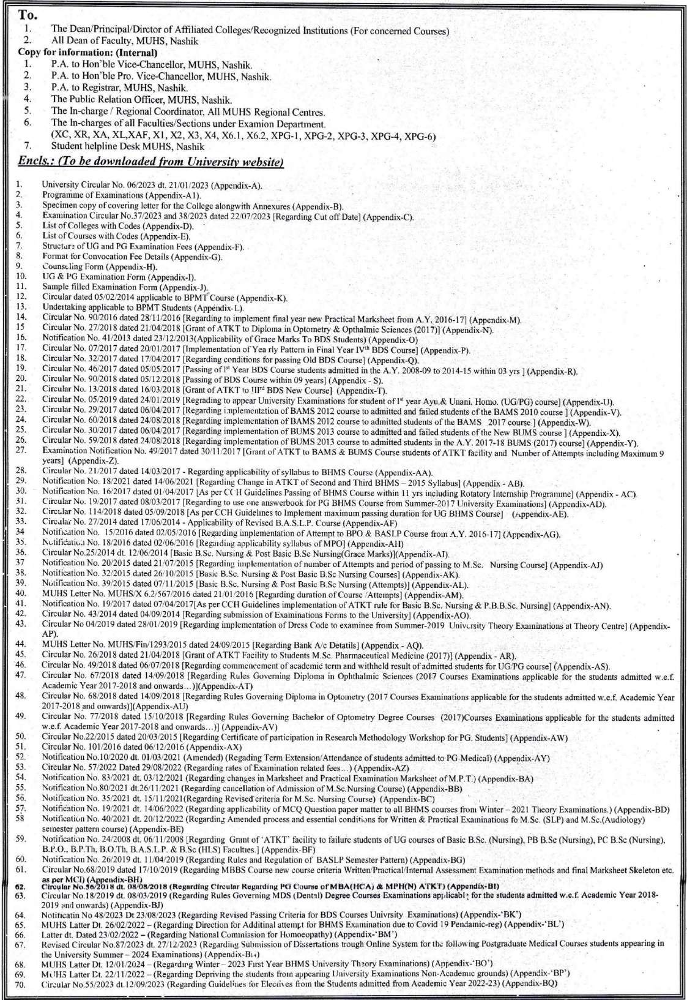 To.
1. The Dean/Principal/Dirctor of Affiliated Colleges/Recognized Institutions (For concerned Courses)
2. All Dean of Faculty, MUHS, Nashik
Copy for information: (Internal)
1. P.A. to Hon'ble Vice-Chancellor, MUHS, Nashik.
2. P.A. to Hon'ble Pro. Vice-Chancellor, MUHS, Nashik.
3. P.A. to Registrar, MUHS, Nashik.
4. The Public Relation Officer, MUHS, Nashik.
5. The In-charge / Regional Coordinator, All MUHS Regional Centres.
6. The In-charges of all Faculties/Sections under Examion Department.
(XC, XR, XA, XL,XAF, X1, X2, X3, X4, X6.1, X6.2, XPG-1, XPG-2, XPG-3, XPG-4, XPG-6)
7. Student helpline Desk MUHS, Nashik
Encls.: (To be downloaded from University website)
1. University Circular No. 06/2023 dt. 21/01/2023 (Appendix-A).
2. Programme of Examinations (Appendix-A1).
3. Specimen copy of covering letter for the College alongwith Annexures (Appendix-B).
4. Examination Circular No.37/2023 and 38/2023 dated 22/07/2023 [Regarding Cut off Date] (Appendix-C).
5. List of Colleges with Codes (Appendix-D).
6. List of Courses with Codes (Appendix-E).
7. Structure of UG and PG Examination Fees (Appendix-F).
8. Format for Convocation Fee Details (Appendix-G).
9. Counseling Form (Appendix-H).
10. UG & PG Examination Form (Appendix-I).
11. Sample filled Examination Form (Appendix-J).
12. Circular dated 05/02/2014 applicable to BPMT Course (Appendix-K).
13. Undertaking applicable to BPMT Students (Appendix-L).
14. Circular No. 90/2016 dated 28/11/2016 [Regarding to implement final year new Practical Marksheet from A.Y. 2016-17] (Appendix-M).
15 Circular No. 27/2018 dated 21/04/2018 [Grant of ATKT to Diploma in Optometry & Opthalmic Sciences (2017)] (Appendix-N).
16. Notification No. 41/2013 dated 23/12/2013(Applicability of Grace Marks To BDS Students) (Appendix-O)
17. Circular No. 07/2017 dated 20/01/2017 [Implementation of Yea rly Pattern in Final Year IVth BDS Course] (Appendix-P).
18. Circular No. 32/2017 dated 17/04/2017 [Regarding conditions for passing Old BDS Course] (Appendix-Q).
19. Circular No. 46/2017 dated 05/05/2017 [Passing of Ist Year BDS Course students admitted in the A.Y. 2008-09 to 2014-15 within 03 yrs ] (Appendix-R).
20. Circular No. 90/2018 dated 05/12/2018 [Passing of BDS Course within 09 years] (Appendix - S).
21. Circular No. 13/2018 dated 16/03/2018 [Grant of ATKT to IIIrd BDS New Course] (Appendix-T).
22. Circular No. 05/2019 dated 24/01/2019 [Regrading to appear University Examinations for student of Ist year Ayu.& Unani, Homo. (UG/PG) course] (Appendix-U).
23. Circular No. 29/2017 dated 06/04/2017 [Regarding implementation of BAMS 2012 course to admitted and failed students of the BAMS 2010 course ] (Appendix-V).
24. Circular No. 60/2018 dated 24/08/2018 [Regarding implementation of BAMS 2012 course to admitted students of the BAMS 2017 course ] (Appendix-W).
25. Circular No. 30/2017 dated 06/04/2017 [Regarding implementation of BUMS 2013 course to admitted and failed students of the New BUMS course ] (Appendix-X).
26. Circular No. 59/2018 dated 24/08/2018 [Regarding implementation of BUMS 2013 course to admitted students in the A.Y. 2017-18 BUMS (2017) course] (Appendix-Y).
27. Examination Notification No. 49/2017 dated 30/11/2017 [Grant of ATKT to BAMS & BUMS Course students of ATKT facility and Number of Attempts including Maximum 9
years] (Appendix-Z).
28. Circular No. 21/2017 dated 14/03/2017 - Regarding applicability of syllabus to BHMS Course (Appendix-AA).
29. Notification No. 18/2021 dated 14/06/2021 [Regarding Change in ATKT of Second and Third BHMS – 2015 Syllabus] (Appendix - AB).
30. Notification No. 16/2017 dated 01/04/2017 [As per CCH Guidelines Passing of BHMS Course within 11 yrs including Rotatory Internship Programme] (Appendix - AC).
31. Circular No. 19/2017 dated 08/03/2017 [Regarding to use one answerbook for PG BHMS Course from Summer-2017 University Examinations] (Appendix-AD).
32. Circular No. 114/2018 dated 05/09/2018 [As per CCH Guidelines to Implement maximum passing duration for UG BHMS Course] (Appendix-AE).
33. Circular No. 27/2014 dated 17/06/2014 - Applicability of Revised B.A.S.L.P. Course (Appendix-AF)
34 Notification No. 15/2016 dated 02/05/2016 [Regarding implementation of Attempt to BPO & BASLP Course from A.Y. 2016-17] (Appendix-AG).
35. Notification No. 18/2016 dated 02/06/2016 [Regarding applicability syllabus of MPO] (Appendix-AH)
36. Circular No.25/2014 dt. 12/06/2014 [Basic B.Sc. Nursing & Post Basic B.Sc Nursing(Grace Marks)](Appendix-AI).
37 Notification No. 20/2015 dated 21/07/2015 [Regarding implementation of number of Attempts and period of passing to M.Sc. Nursing Course] (Appendix-AJ)
38. Notification No. 32/2015 dated 26/10/2015 [Basic B.Sc. Nursing & Post Basic B.Sc Nursing Courses] (Appendix-AK).
39. Notification No. 39/2015 dated 07/11/2015 [Basic B.Sc. Nursing & Post Basic B.Sc Nursing (Attempts)] (Appendix-AL).
40. MUHS Letter No. MUHS/X 6.2/567/2016 dated 21/01/2016 [Regarding duration of Course /Attempts] (Appendix-AM).
41. Notification No. 19/2017 dated 07/04/2017[As per CCH Guidelines implementation of ATKT rule for Basic B.Sc. Nursing & P.B.B.Sc. Nursing] (Appendix-AN).
42. Circular No. 43/2014 dated 04/09/2014 [Regarding submission of Examinations Forms to the University] (Appendix-AO).
43. Circular No 04/2019 dated 28/01/2019 [Regarding implementation of Dress Code to examinee from Summer-2019 University Theory Examinations at Theory Centre] (Appendix-
AP).
44. MUHS Letter No. MUHS/Fin/1293/2015 dated 24/09/2015 [Regarding Bank A/c Detatils] (Appendix - AQ).
45. Circular No. 26/2018 dated 21/04/2018 [Grant of ATKT Facility to Students M.Sc. Pharmaceutical Medicine (2017)] (Appendix - AR).
46. Circular No. 49/2018 dated 06/07/2018 [Regarding commencement of academic term and withheld result of admitted students for UG/PG course] (Appendix-AS).
47. Circular No. 67/2018 dated 14/09/2018 [Regarding Rules Governing Diploma in Ophthalmic Sciences (2017 Courses Examinations applicable for the students admitted w.e.f.
Academic Year 2017-2018 and onwards…)](Appendix-AT)
48. Circular No. 68/2018 dated 14/09/2018 [Regarding Rules Governing Diploma in Optometry (2017 Courses Examinations applicable for the students admitted w.e.f. Academic Year
2017-2018 and onwards)](Appendix-AU)
49. Circular No. 77/2018 dated 15/10/2018 [Regarding Rules Governing Bachelor of Optometry Degree Courses (2017)Courses Examinations applicable for the students admitted
w.e.f. Academic Year 2017-2018 and onwards…)] (Appendix-AV)
50. Circular No.22/2015 dated 20/03/2015 [Regarding Certificate of participation in Research Methodology Workshop for PG. Students] (Appendix-AW)
51. Circular No. 101/2016 dated 06/12/2016 (Appendix-AX)
52. Notification No.10/2020 dt. 01/03/2021 (Amended) (Regading Term Extension/Attendance of students admitted to PG-Medical) (Appendix-AY)
53. Circular No. 57/2022 Dated 29/08/2022 (Regarding rates of Examination related fees…) (Appendix-AZ)
54. Notification No. 83/2021 dt. 03/12/2021 (Regarding changes in Marksheet and Practical Examination Marksheet of M.P.T.) (Appendix-BA)
55. Notification No.80/2021 dt.26/11/2021 (Regarding cancellation of Admission of M.Sc.Nursing Course) (Appendix-BB)
56. Notification No. 35/2021 dt. 15/11/2021(Regarding Revised criteria for M.Sc. Nursing Course) (Appendix-BC)
57. Notification No. 19/2021 dt. 14/06/2022 (Regarding applicability of MCQ Question paper matter to all BHMS courses from Winter – 2021 Theory Examinations.) (Appendix-BD)
58 Notification No. 40/2021 dt. 20/12/2022 (Regarding Amended process and essential conditions for Written & Practical Examinations fo M.Sc. (SLP) and M.Sc.(Audiology)
semester pattern course) (Appendix-BE)
59. Notification No. 24/2008 dt. 06/11/2008 [Regarding Grant of 'ATKT' facility to failure students of UG courses of Basic B.Sc. (Nursing), PB B.Sc (Nursing), PC B.Sc (Nursing),
B.P.O., B.P.Th, B.O.Th, B.A.S.L.P. & B.Sc (HLS) Faculties.] (Appendix-BF)
60. Notification No. 26/2019 dt. 11/04/2019 (Regarding Rules and Regulation of BASLP Semester Pattern) (Appendix-BG)
61. Circular No.68/2019 dated 17/10/2019 (Regarding MBBS Course new course criteria Written/Practical/Internal Assessment Examination methods and final Marksheet Skeleton etc.
as per MCI) (Appendix-BH)
62. Circular No.56/2018 dt. 08/08/2018 (Regarding Circular Regarding PG Course of MBA(HCA) & MPH(N) ATKT) (Appendix-BI)
63. Circular No.18/2019 dt. 08/03/2019 (Regarding Rules Governing MDS (Dental) Degree Courses Examinations applicable for the students admitted w.e.f. Academic Year 2018-
2019 and onwards) (Appendix-BJ)
64. Notificatin No 48/2023 Dt 23/08/2023 (Regarding Revised Passing Criteria for BDS Courses Univrsity Examinations) (Appendix-'BK')
65. MUHS Latter Dt. 26/02/2022 – (Regarding Direction for Additinal attempt for BHMS Examination due to Covid 19 Pendamic-reg) (Appendix-'BL')
66. Latter dt. Dated 23/02/2022 – (Regarding National Commission for Homoeopathy) (Appendix-'BM')
67. Revised Circular No.87/2023 dt. 27/12/2023 (Regarding Submission of Dissertations trough Online System for the following Postgraduate Medical Courses students appearing in
the University Summer – 2024 Examinations) (Appendix-BN)
68. MUHS Latter Dt. 12/01/2024 – (Regarding Winter – 2023 First Year BHMS University Theory Examinations) (Appendix-'BO')
69. MUHS Latter Dt. 22/11/2022 – (Regarding Depriving the students from appearing University Examinations Non-Academic grounds) (Appendix-'BP')
70. Circular No.55/2023 dt.12/09/2023 (Regarding Guidelines for Electives from the Students admitted from Academic Year 2022-23) (Appendix-BQ)